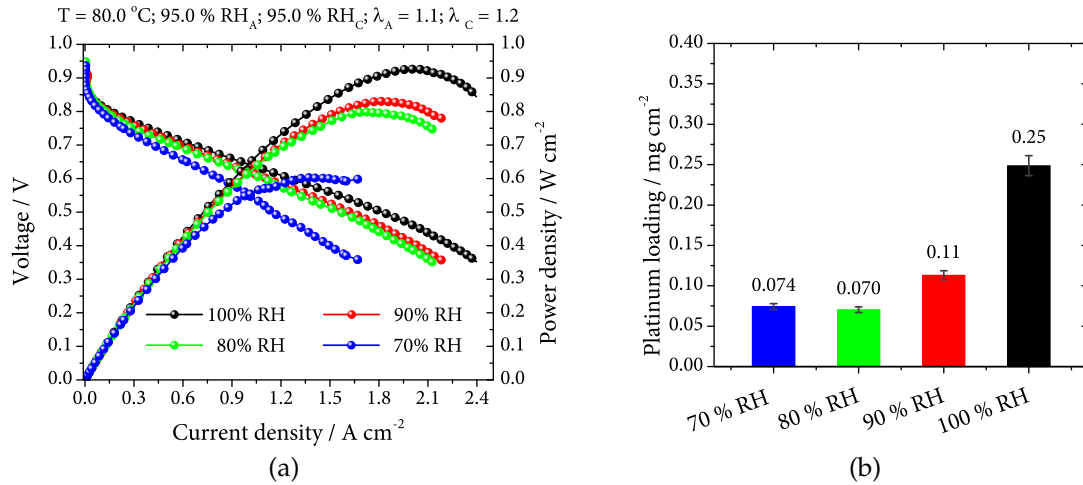 T = 80.0 °C; 95.0 % RH_A; 95.0 % RH_C; λ_A = 1.1; λ_C = 1.2
1.0
0.9
0.8
0.7
0.6
0.5
0.4
0.3
0.2
0.1
0.0
Voltage / V
1.0
0.9
0.8
0.7
0.6
0.5
0.4
0.3
0.2
0.1
0.0
Power density / W cm⁻²
100% RH
90% RH
80% RH
70% RH
0.0 0.3 0.6 0.9 1.2 1.5 1.8 2.1 2.4
Current density / A cm⁻²
(a)
0.40
0.35
0.30
0.25
0.20
0.15
0.10
0.05
0.00
Platinum loading / mg cm⁻²
0.074
0.070
0.11
0.25
70 % RH
80 % RH
90 % RH
100 % RH
(b)